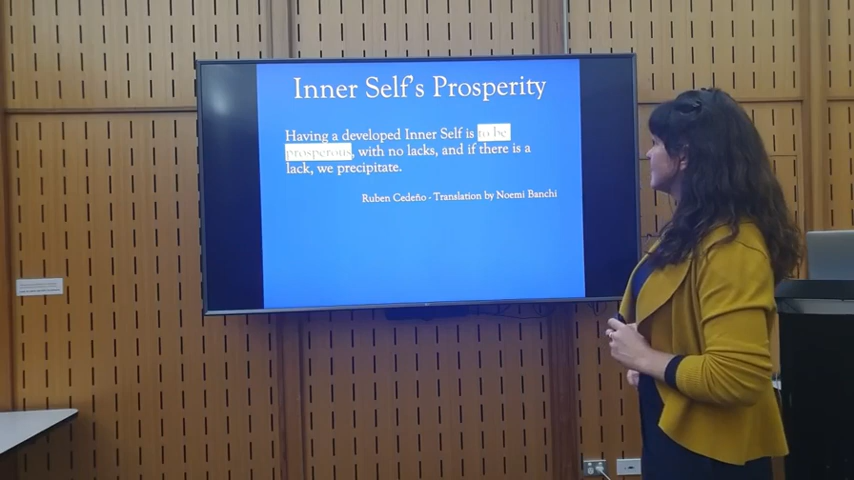 Inner Self's Prosperity
Having a developed Inner Self is to be
prosperous, with no lacks, and if there is a
lack, we precipitate.
Ruben Cedeño - Translation by Noemi Banchi